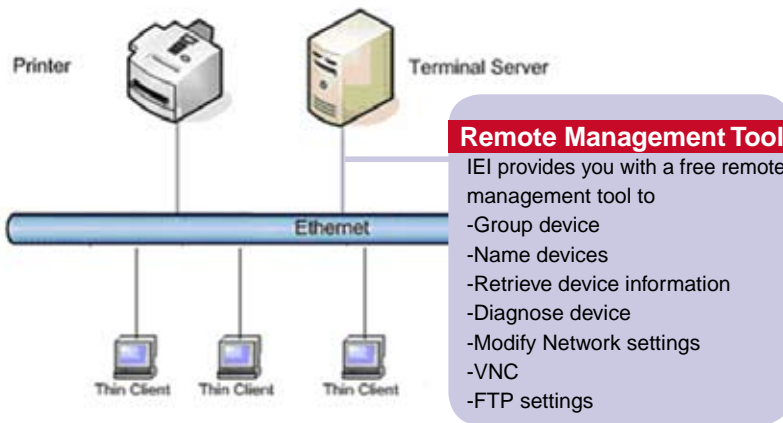 Printer
Terminal Server
Remote Management Tool
IEI provides you with a free remote
management tool to
-Group device
-Name devices
-Retrieve device information
-Diagnose device
-Modify Network settings
-VNC
-FTP settings
Ethernet
Thin Client
Thin Client
Thin Client